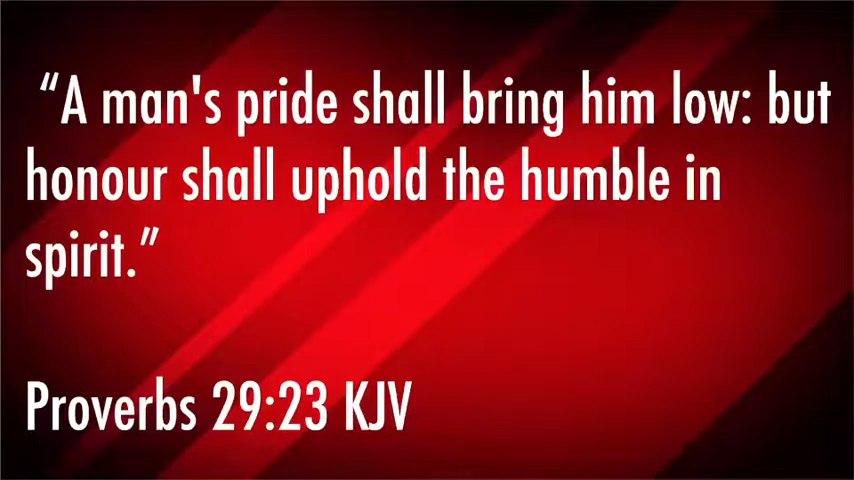 “A man's pride shall bring him low: but
honour shall uphold the humble in
spirit.”
Proverbs 29:23 KJV